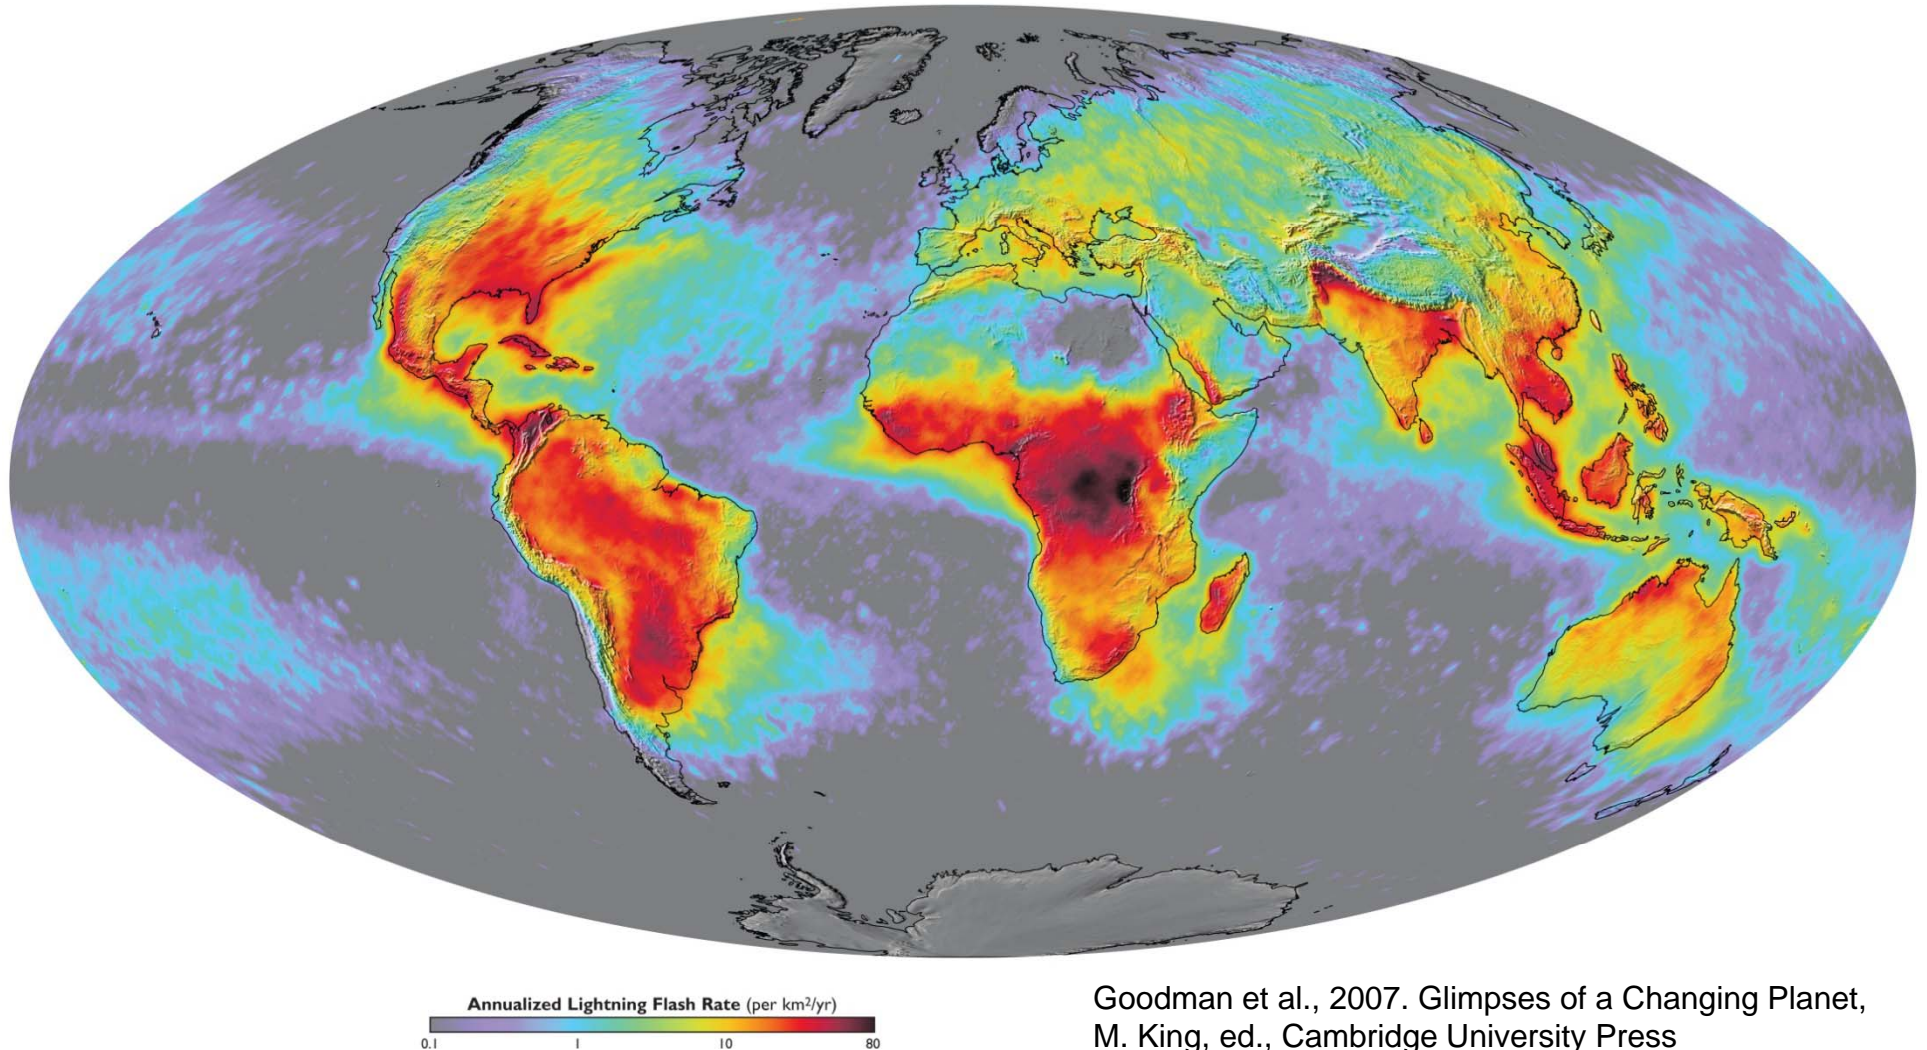 Annualized Lightning Flash Rate (per km²/yr)
0.1 1 10 80
Goodman et al., 2007. Glimpses of a Changing Planet,
M. King, ed., Cambridge University Press